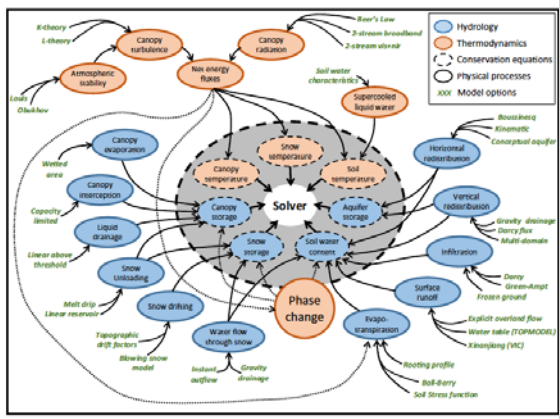 K-theory
L-theory
Canopy
turbulence
Canopy
radiation
Beer's Law
2-stream broadband
2-stream visnir
Hydrology
Thermodynamics
Conservation equations
Physical processes
xxx Model options
Atmospheric
stability
Net energy
fluxes
Soil water
characteristics
Supercooled
liquid water
Louis
Obukhov
Canopy
evaporation
Wetted
area
Canopy
interception
Capacity
limited
Liquid
drainage
Linear above
threshold
Snow
Unloading
Melt drip
Linear reservoir
Snow drifting
Topographic
drift factors
Blowing snow
model
Water flow
through snow
Instant
outflow
Gravity
drainage
Canopy
temperature
Snow
temperature
Soil
temperature
Canopy
storage
Solver
Aquifer
storage
Snow
storage
Soil water
content
Phase
change
Horizontal
redistribution
Boussinesq
Kinematic
Conceptual aquifer
Vertical
redistribution
Gravity drainage
Darcy flux
Multi-domain
Infiltration
Darcy
Green-Ampt
Frozen ground
Surface
runoff
Explicit overland flow
Water table (TOPMODEL)
Xinanjiang (VIC)
Evapo-
transpiration
Rooting profile
Ball-Berry
Soil Stress function